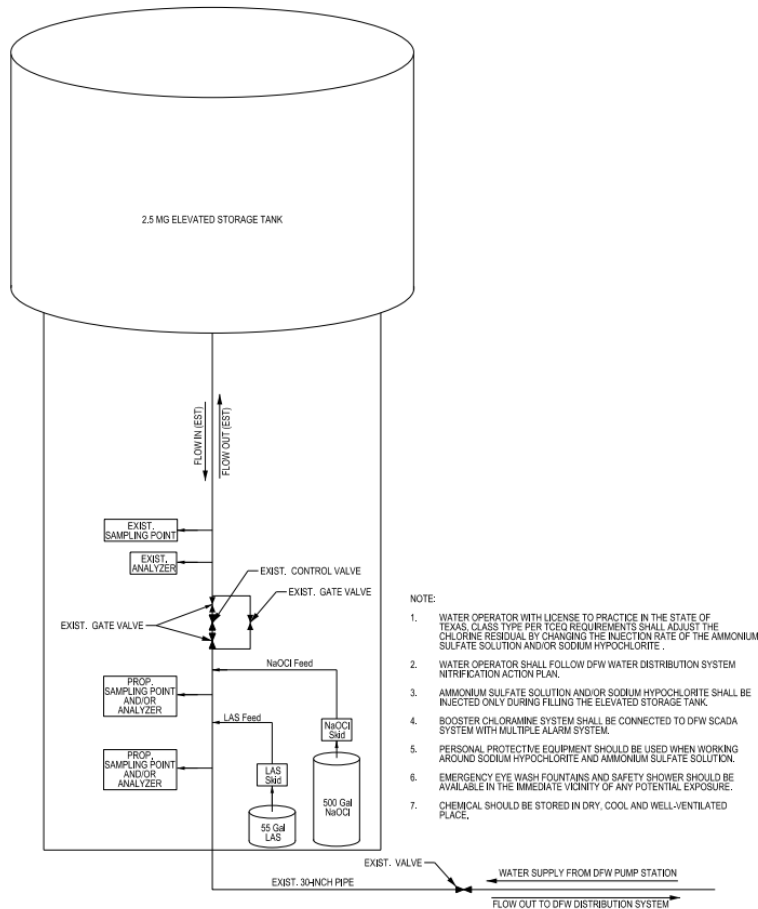 2.5 MG ELEVATED STORAGE TANK
FLOW IN (EST)
FLOW OUT (EST)
EXIST.
SAMPLING POINT
EXIST.
ANALYZER
EXIST. CONTROL VALVE
EXIST. GATE VALVE
EXIST. GATE VALVE
NaOCl Feed
PROP.
SAMPLING POINT
AND/OR
ANALYZER
LAS Feed
NaOCl
Skid
PROP.
SAMPLING POINT
AND/OR
ANALYZER
LAS
Skid
500 Gal
NaOCl
55 Gal
LAS
NOTE:
1. WATER OPERATOR WITH LICENSE TO PRACTICE IN THE STATE OF
TEXAS, CLASS TYPE PER TCEQ REQUIREMENTS SHALL ADJUST THE
CHLORINE RESIDUAL BY CHANGING THE INJECTION RATE OF THE AMMONIUM
SULFATE SOLUTION AND/OR SODIUM HYPOCHLORITE .
2. WATER OPERATOR SHALL FOLLOW DFW WATER DISTRIBUTION SYSTEM
NITRIFICATION ACTION PLAN.
3. AMMONIUM SULFATE SOLUTION AND/OR SODIUM HYPOCHLORITE SHALL BE
INJECTED ONLY DURING FILLING THE ELEVATED STORAGE TANK.
4. BOOSTER CHLORAMINE SYSTEM SHALL BE CONNECTED TO DFW SCADA
SYSTEM WITH MULTIPLE ALARM SYSTEM.
5. PERSONAL PROTECTIVE EQUIPMENT SHOULD BE USED WHEN WORKING
AROUND SODIUM HYPOCHLORITE AND AMMONIUM SULFATE SOLUTION.
6. EMERGENCY EYE WASH FOUNTAINS AND SAFETY SHOWER SHOULD BE
AVAILABLE IN THE IMMEDIATE VICINITY OF ANY POTENTIAL EXPOSURE.
7. CHEMICAL SHOULD BE STORED IN DRY, COOL AND WELL-VENTILATED
PLACE.
EXIST. VALVE
WATER SUPPLY FROM DFW PUMP STATION
EXIST. 30-INCH PIPE
FLOW OUT TO DFW DISTRIBUTION SYSTEM